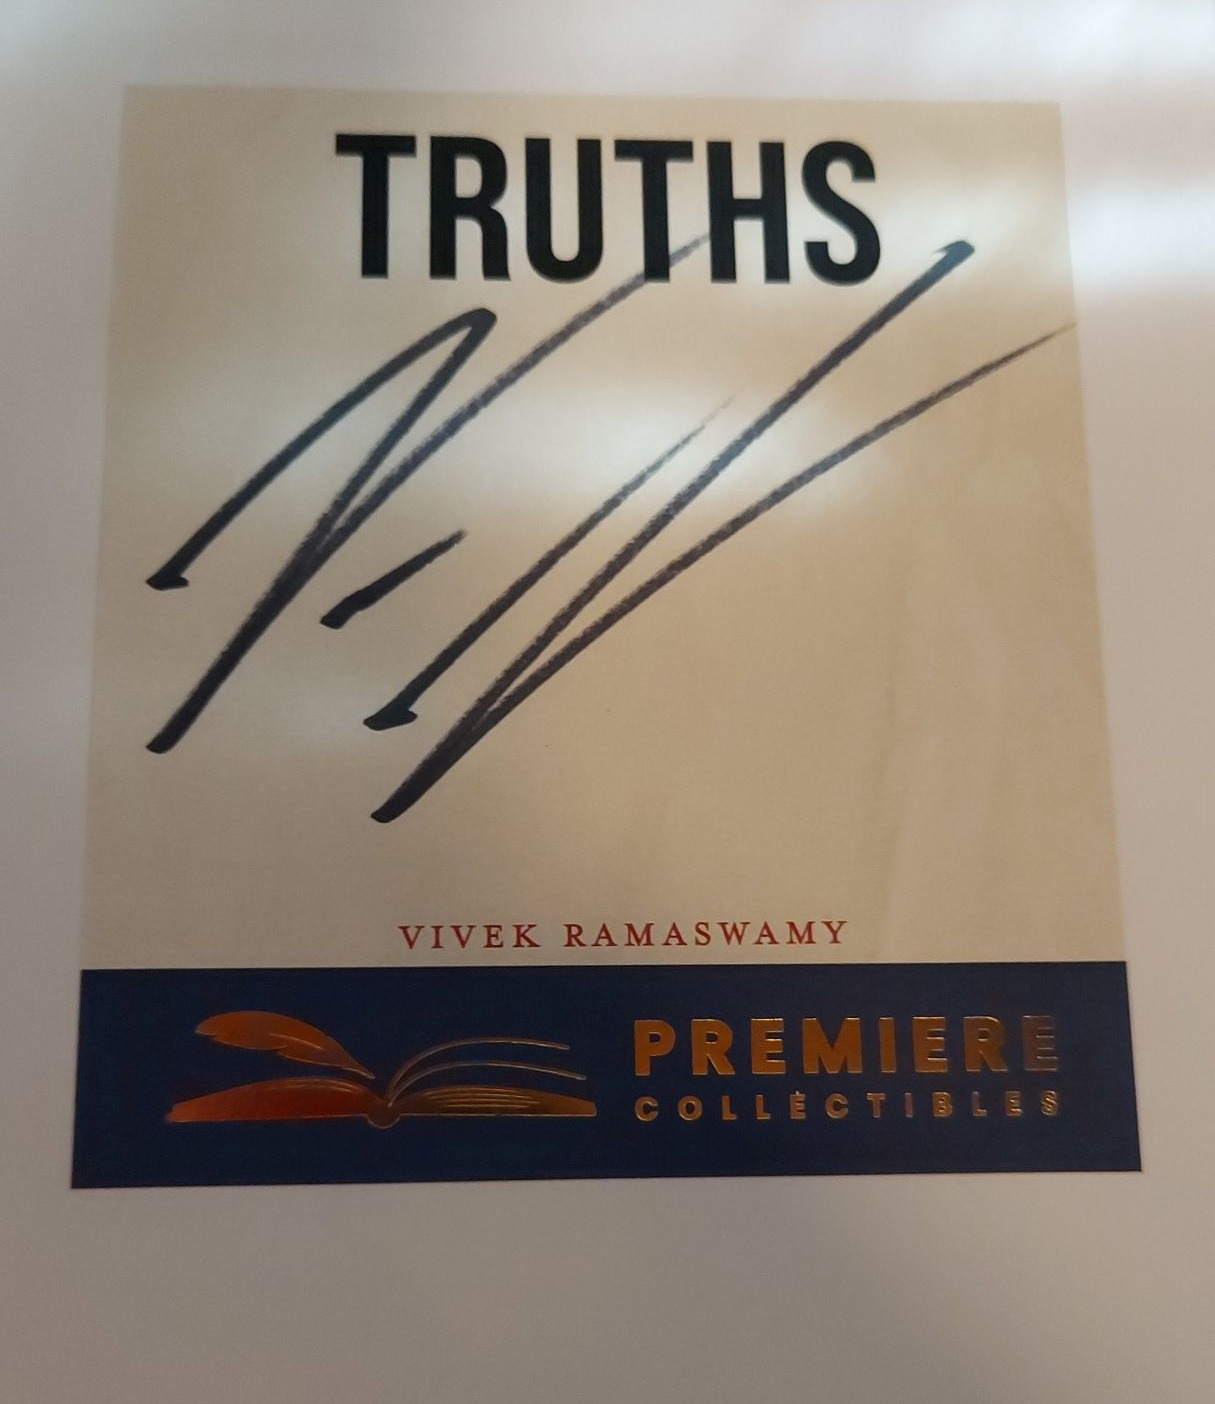 TRUTHS
VIVEK RAMASWAMY
PREMIERE
COLLECTIBLES